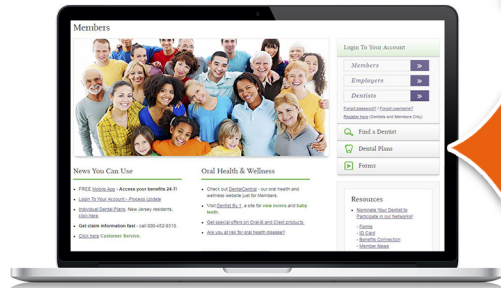 Members
Login To Your Account
Members
Employers
Dentists
Forgot password? / Forgot username?
Register here (Dentists and Members Only)
Find a Dentist
Dental Plans
Forms
News You Can Use
• FREE Mobile App - Access your benefits 24-7!
• Login To Your Account - Process Update
• Individual Dental Plans. New Jersey residents,
click here.
• Get claim information fast - call 800-452-9310.
• Click here Customer Service.
Oral Health & Wellness
• Check out DentalCentral - our oral health and
wellness website just for Members.
• Visit Dentist By 1, a site for new moms and baby
teeth.
• Get special offers on Oral-B and Crest products.
• Are you at risk for oral health disease?
Resources
• Nominate Your Dentist to
Participate in our Networks!
- Forms
- ID Card
- Benefits Connection
- Member News